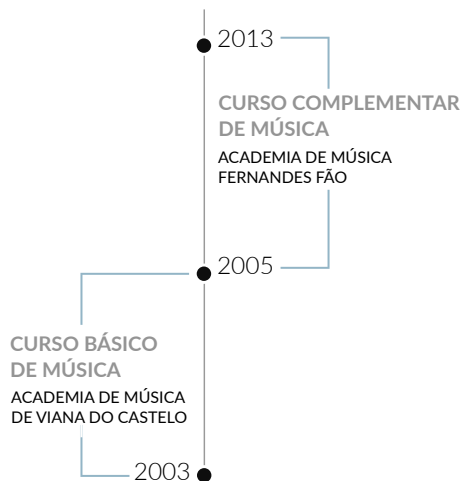 2013
CURSO COMPLEMENTAR
DE MÚSICA
ACADEMIA DE MÚSICA
FERNANDES FÃO
2005
CURSO BÁSICO
DE MÚSICA
ACADEMIA DE MÚSICA
DE VIANA DO CASTELO
2003